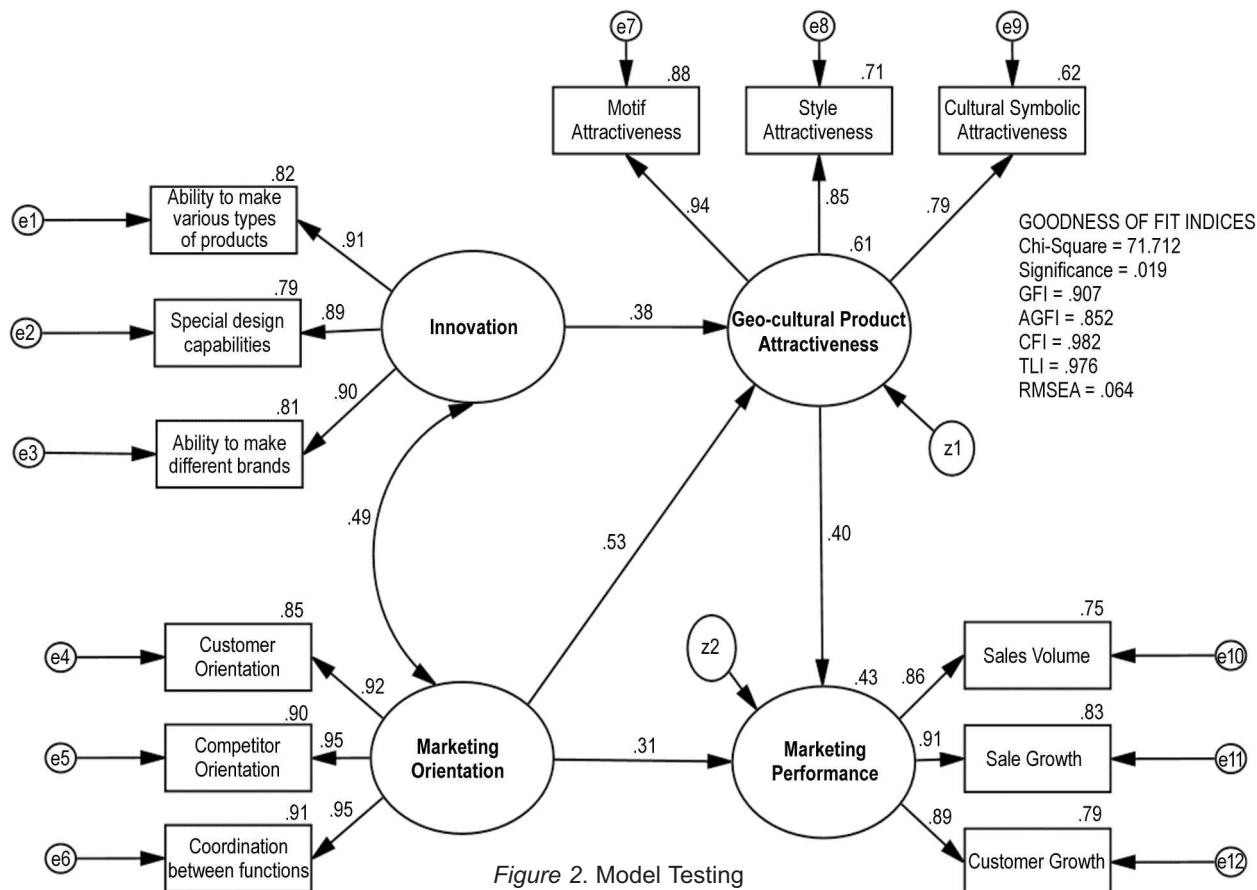 e7
e8
e9
.88
.71
.62
Motif
Attractiveness
Style
Attractiveness
Cultural Symbolic
Attractiveness
.94
.85
.79
.82
e1
Ability to make
various types
of products
.91
.79
e2
Special design
capabilities
.89
.81
e3
Ability to make
different brands
.90
Innovation
.38
.61
Geo-cultural Product
Attractiveness
z1
GOODNESS OF FIT INDICES
Chi-Square = 71.712
Significance = .019
GFI = .907
AGFI = .852
CFI = .982
TLI = .976
RMSEA = .064
.49
.53
.40
.85
e4
Customer
Orientation
.92
.90
e5
Competitor
Orientation
.95
.91
e6
Coordination
between functions
.95
Marketing
Orientation
.31
z2
.43
Marketing
Performance
.86
.75
Sales Volume
e10
.91
.83
Sale Growth
e11
.89
.79
Customer Growth
e12
Figure 2. Model Testing